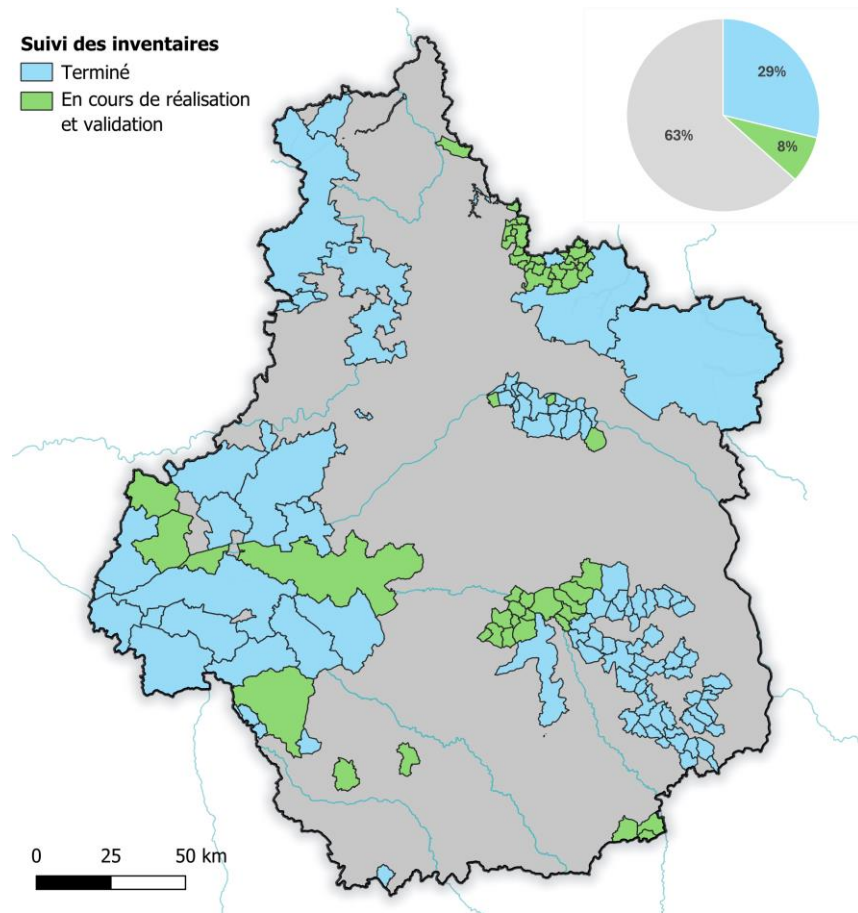 Suivi des inventaires
Terminé
En cours de réalisation
et validation
29%
63%
8%
0 25 50 km